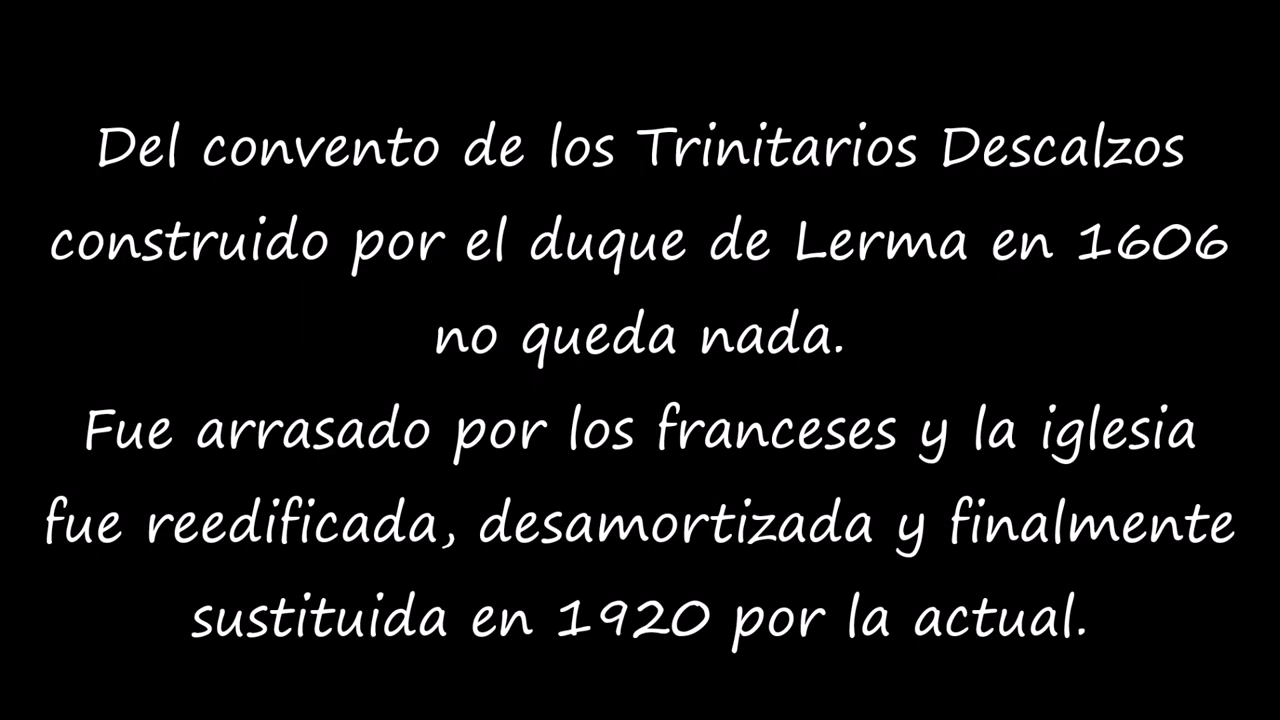 Del convento de los Trinitarios Descalzos
construido por el duque de Lerma en 1606
no queda nada.
Fue arrasado por los franceses y la iglesia
fue reedificada, desamortizada y finalmente
sustituida en 1920 por la actual.